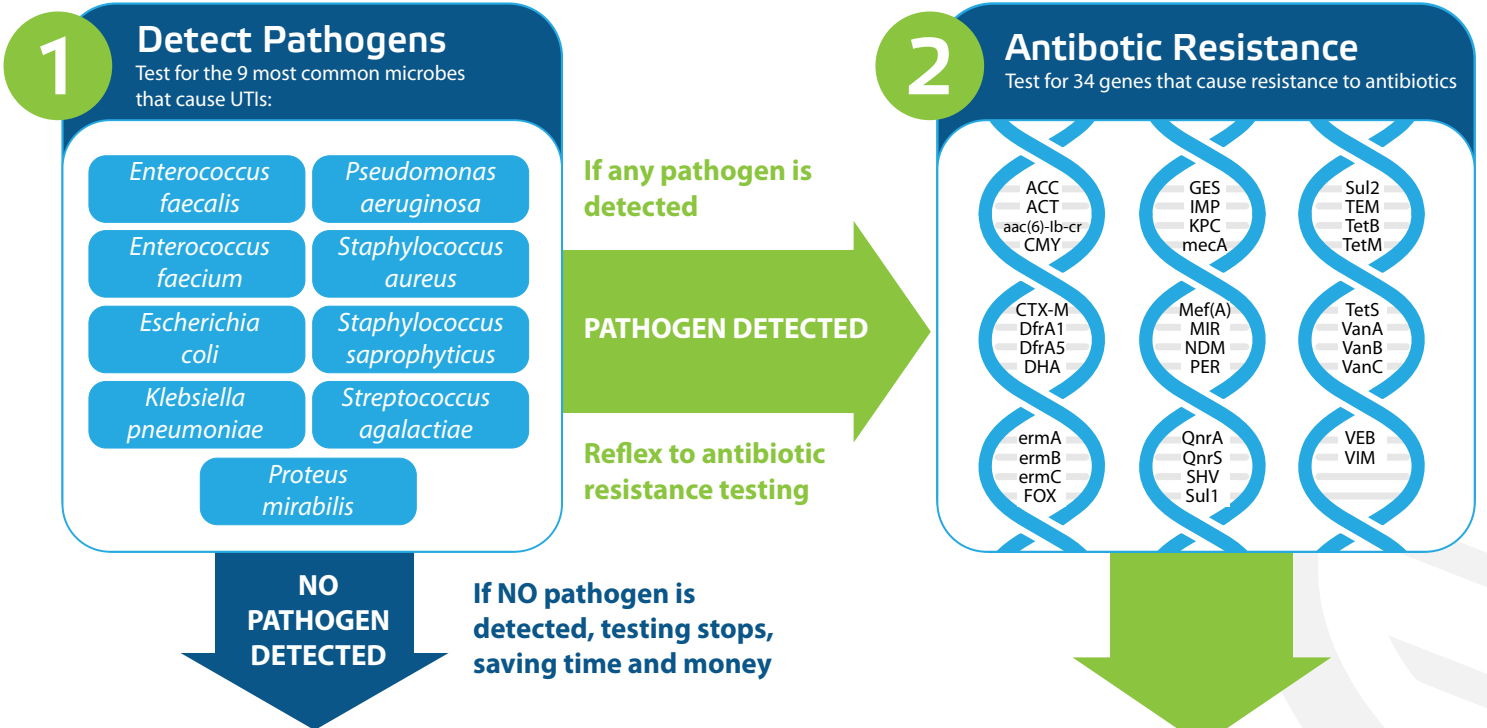 1
Detect Pathogens
Test for the 9 most common microbes
that cause UTIs:
Enterococcus
faecalis
Pseudomonas
aeruginosa
Enterococcus
faecium
Staphylococcus
aureus
Escherichia
coli
Staphylococcus
saprophyticus
Klebsiella
pneumoniae
Streptococcus
agalactiae
Proteus
mirabilis
If any pathogen is
detected
PATHOGEN DETECTED
Reflex to antibiotic
resistance testing
NO
PATHOGEN
DETECTED
If NO pathogen is
detected, testing stops,
saving time and money
2
Antibotic Resistance
Test for 34 genes that cause resistance to antibiotics
ACC
ACT
aac(6)-Ib-cr
CMY
CTX-M
DfrA1
DfrA5
DHA
ermA
ermB
ermC
FOX
GES
IMP
KPC
mecA
Mef(A)
MIR
NDM
PER
QnrA
QnrS
SHV
Sul1
Sul2
TEM
TetB
TetM
TetS
VanA
VanB
VanC
VEB
VIM